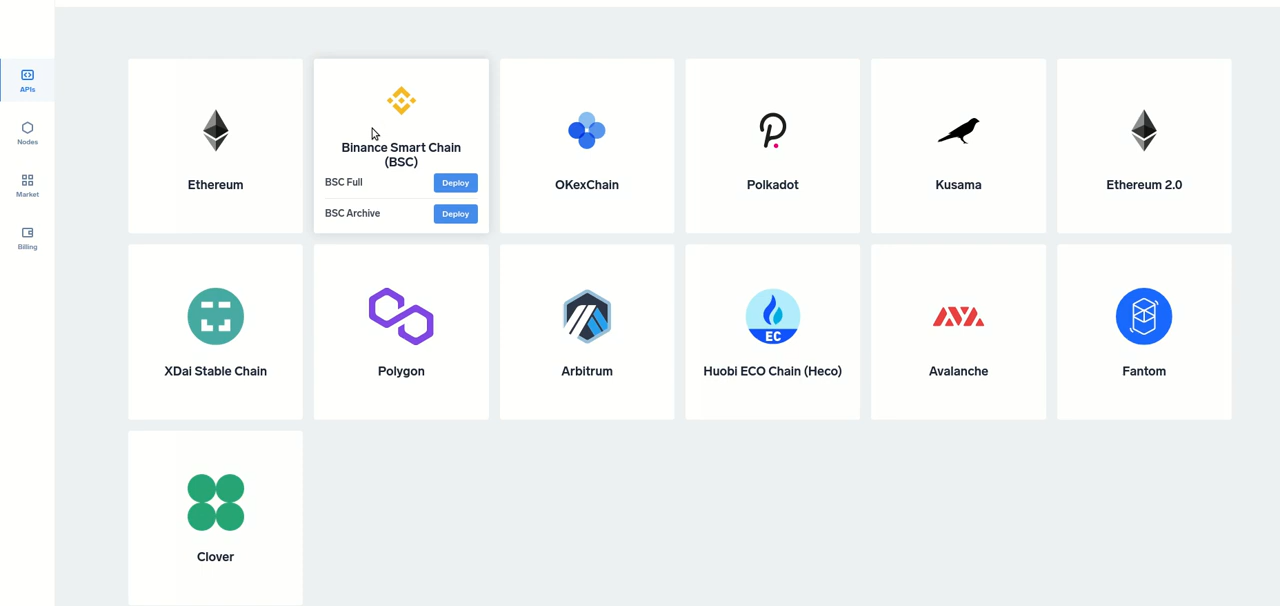 APIs
Nodes
Market
Billing
Ethereum
Binance Smart Chain
(BSC)
BSC Full
Deploy
BSC Archive
Deploy
OKexChain
Polkadot
Kusama
Ethereum 2.0
XDai Stable Chain
Polygon
Arbitrum
EC
Huobi ECO Chain (Heco)
Avalanche
Fantom
Clover